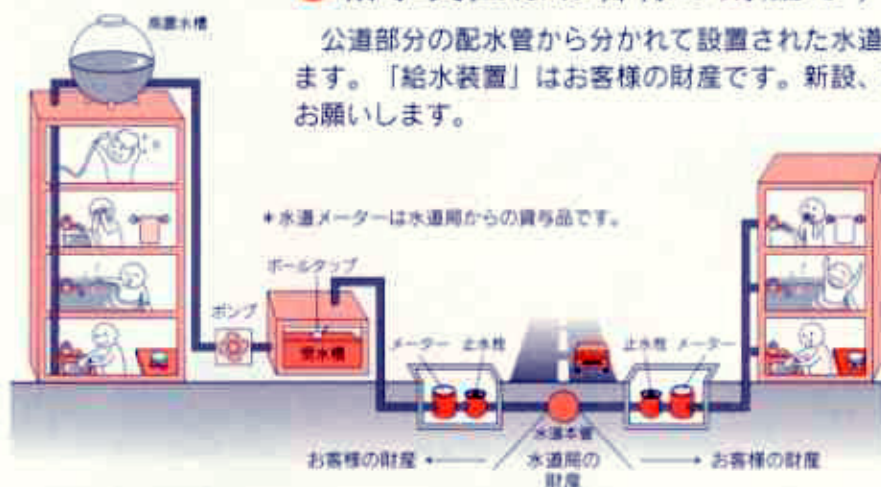 公道部分の配水管から分かれて設置された水道
ます。「給水装置」はお客様の財産です。新設、
お願いします。
高置水槽
*水道メーターは水道局からの貸与品です。
ボールタップ
ポンプ
受水槽
メーター 止水栓
止水栓 メーター
水道本管
お客様の財産
水道局の
財産
お客様の財産